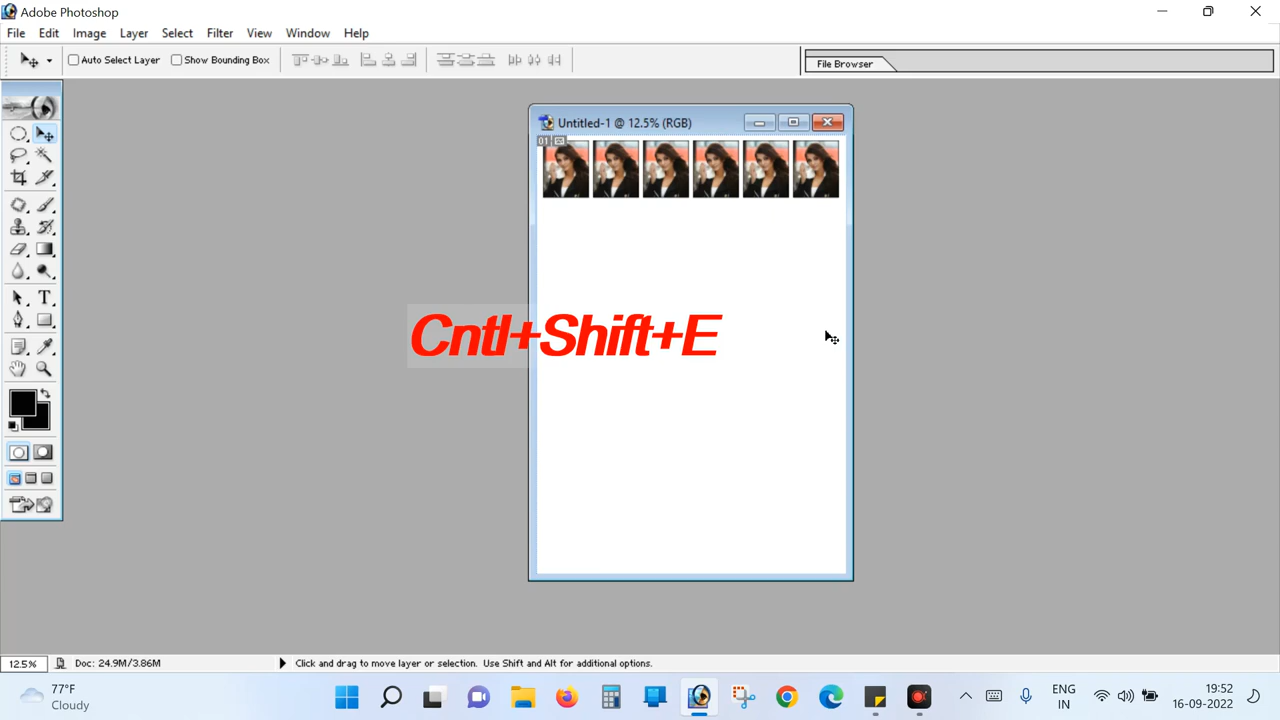 Adobe Photoshop
File Edit Image Layer Select Filter View Window Help
Auto Select Layer Show Bounding Box File Browser
Untitled-1 @ 12.5% (RGB)
01
Cntl+Shift+E
T
12.5% Doc: 24.9M/3.86M Click and drag to move layer or selection. Use Shift and Alt for additional options.
77°F
Cloudy
ENG
IN
19:52
16-09-2022